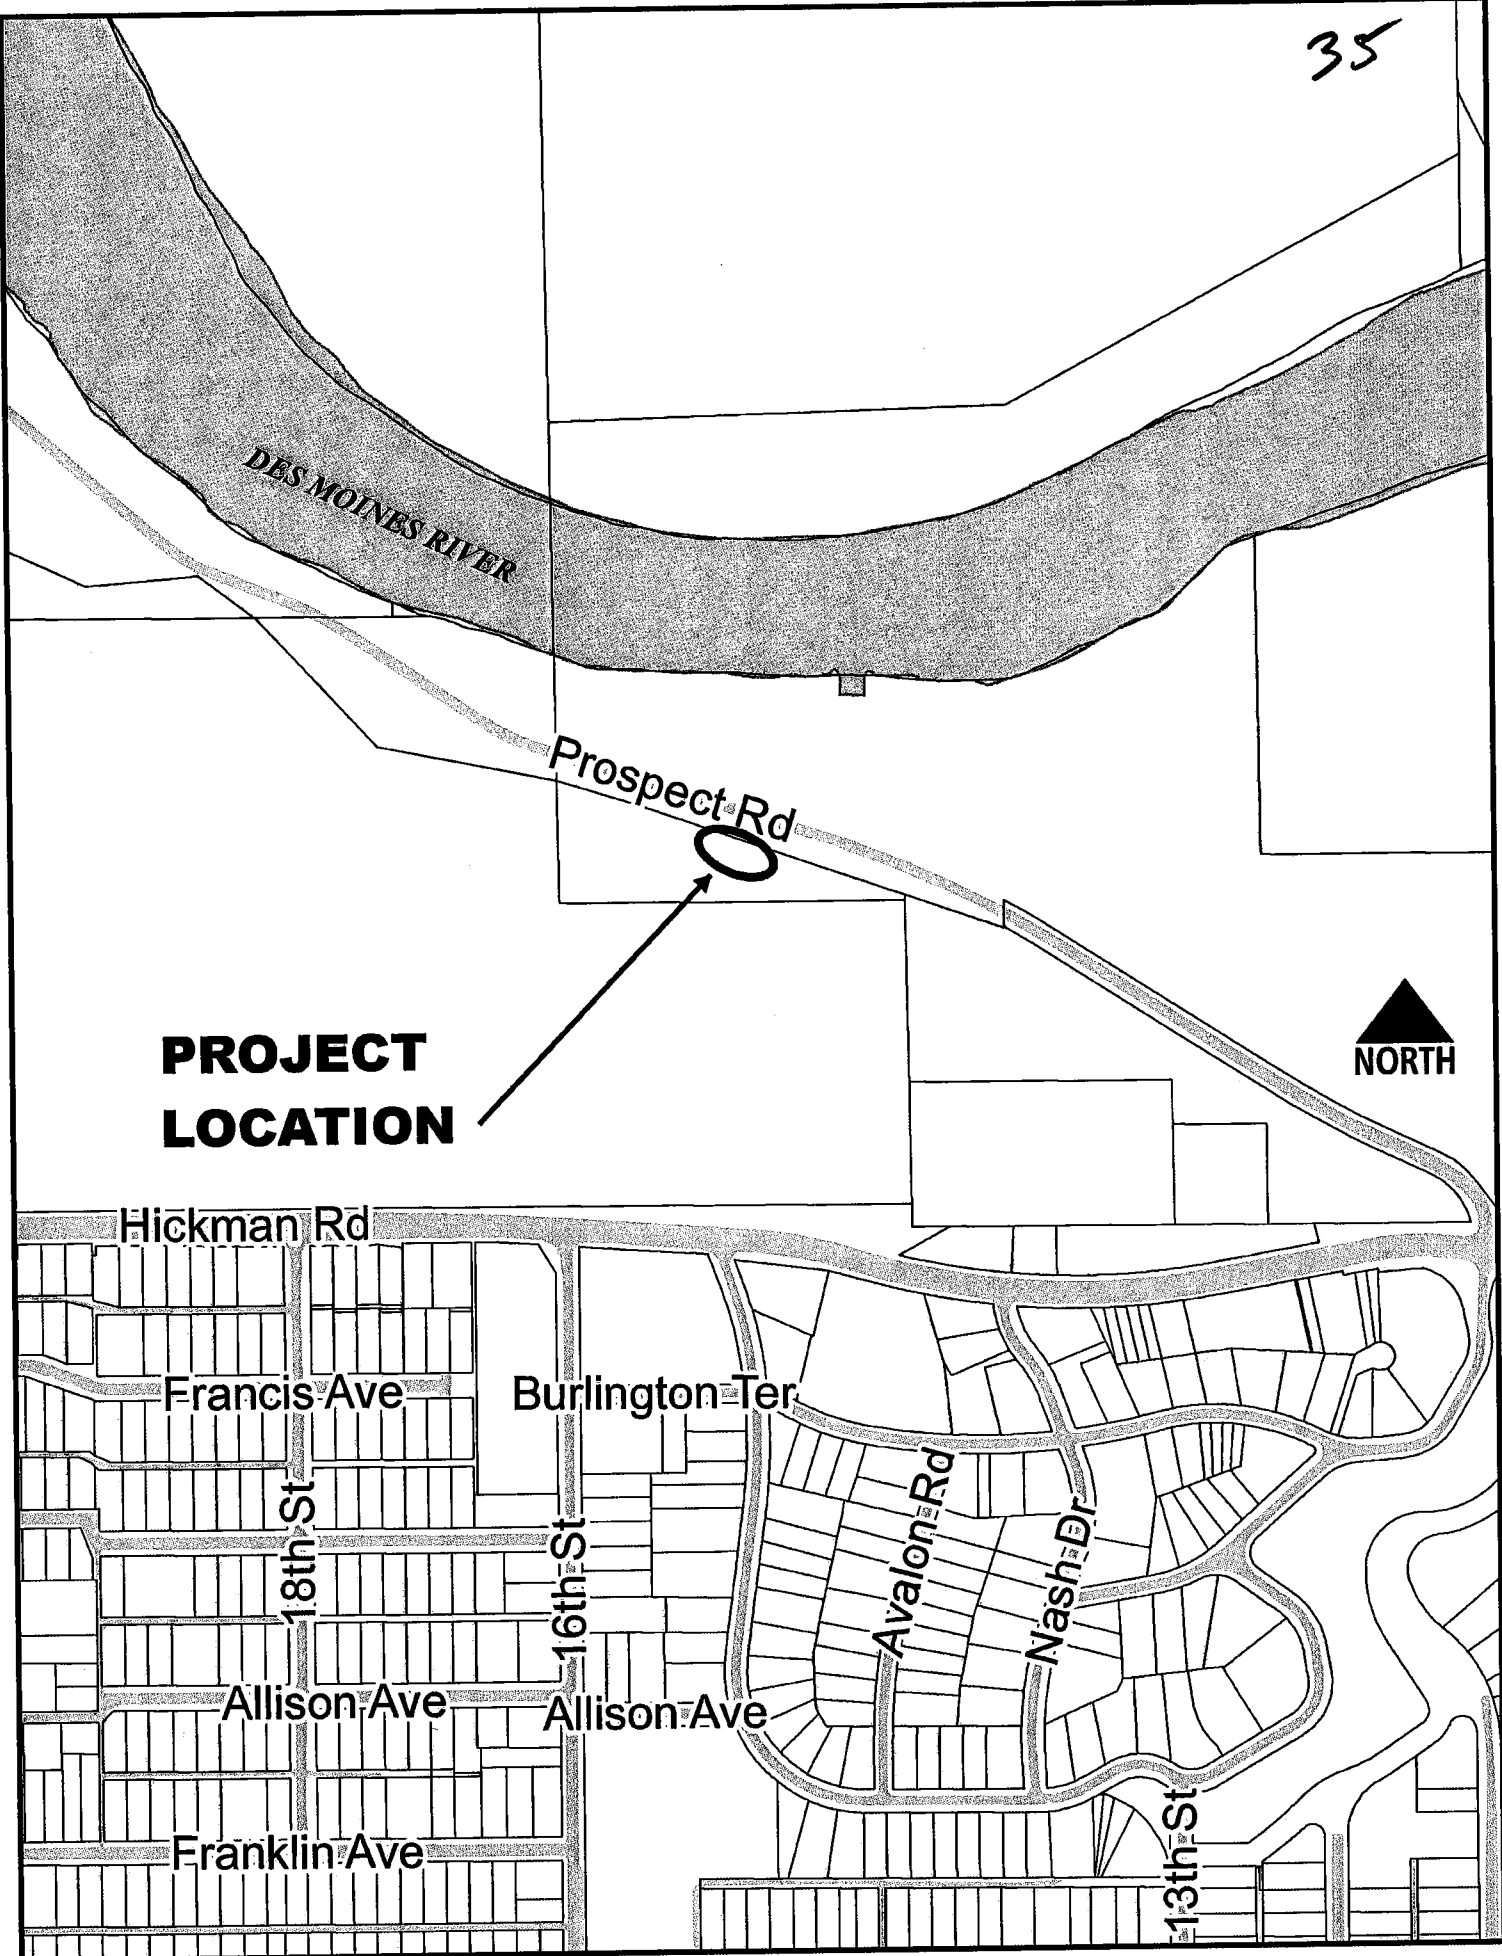 35
DES MOINES RIVER
Prospect Rd
PROJECT
LOCATION
NORTH
Hickman Rd
Francis Ave
Burlington Ter
18th St
16th St
Avalon Rd
Nash Dr
Allison Ave
Allison Ave
Franklin Ave
13th St